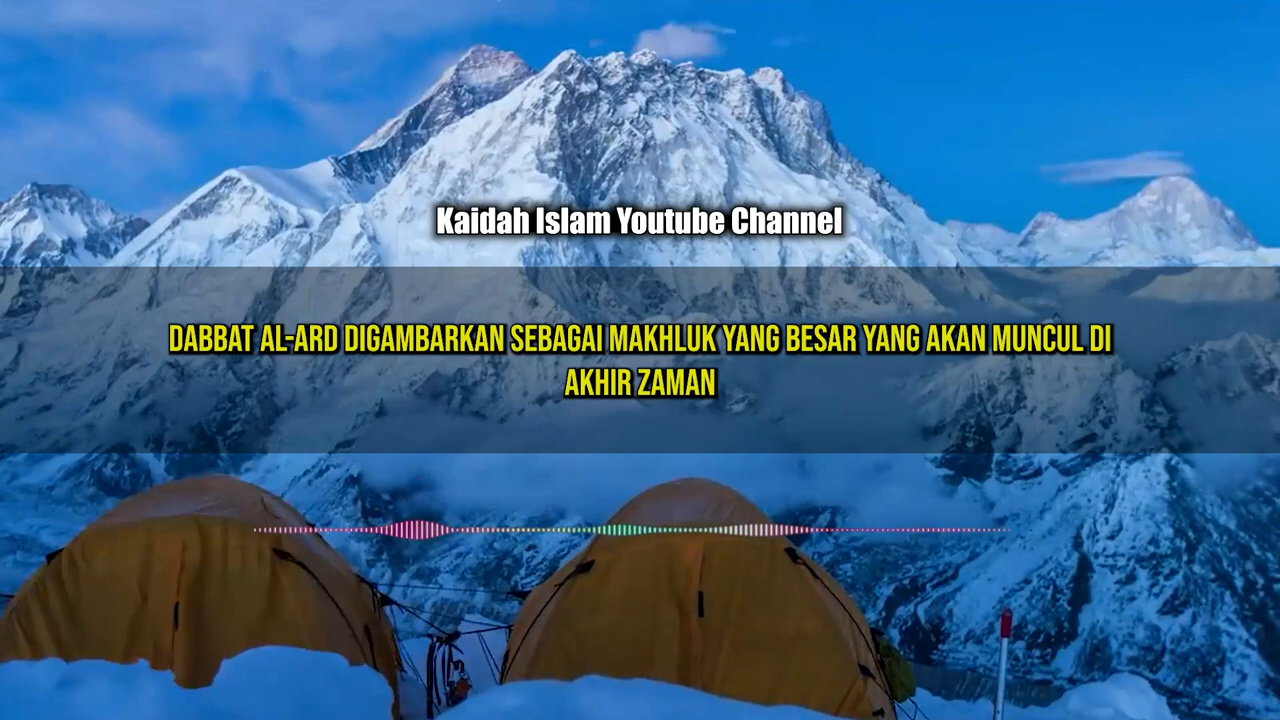 Kaidah Islam Youtube Channel
DABBAT AL-ARD DIGAMBARKAN SEBAGAI MAKHLUK YANG BESAR YANG AKAN MUNCUL DI
AKHIR ZAMAN